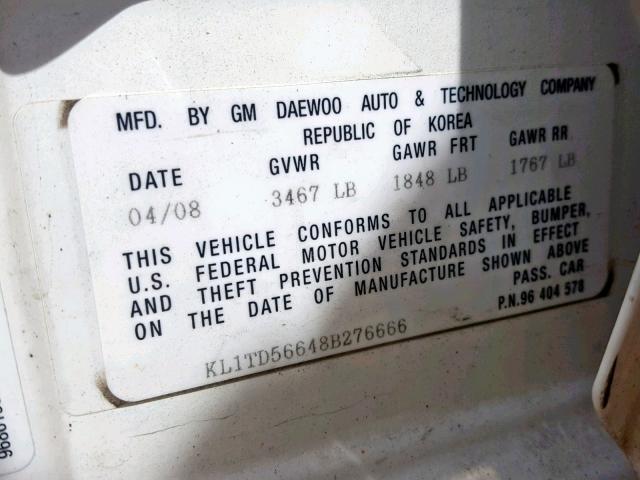 MFD. BY GM DAEWOO AUTO & TECHNOLOGY COMPANY
REPUBLIC OF KOREA
DATE GVWR GAWR FRT GAWR RR
04/08 3467 LB 1848 LB 1767 LB
THIS VEHICLE CONFORMS TO ALL APPLICABLE
U.S. FEDERAL MOTOR VEHICLE SAFETY, BUMPER,
AND THEFT PREVENTION STANDARDS IN EFFECT
ON THE DATE OF MANUFACTURE SHOWN ABOVE
PASS. CAR
P.N.96 404 578
KL1TD56648B276666